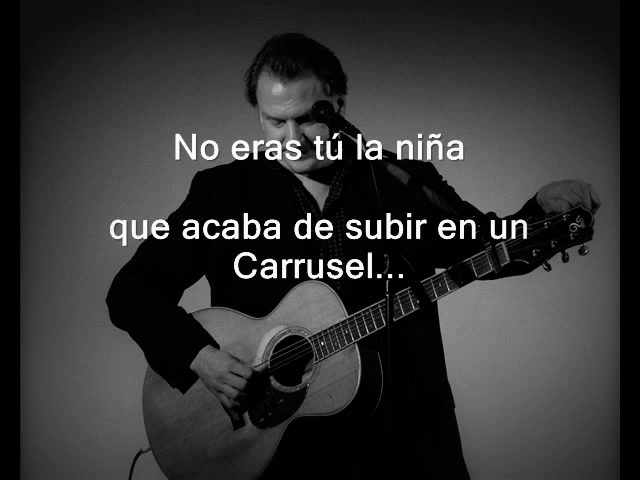 No eras tú la niña
que acaba de subir en un
Carrusel...